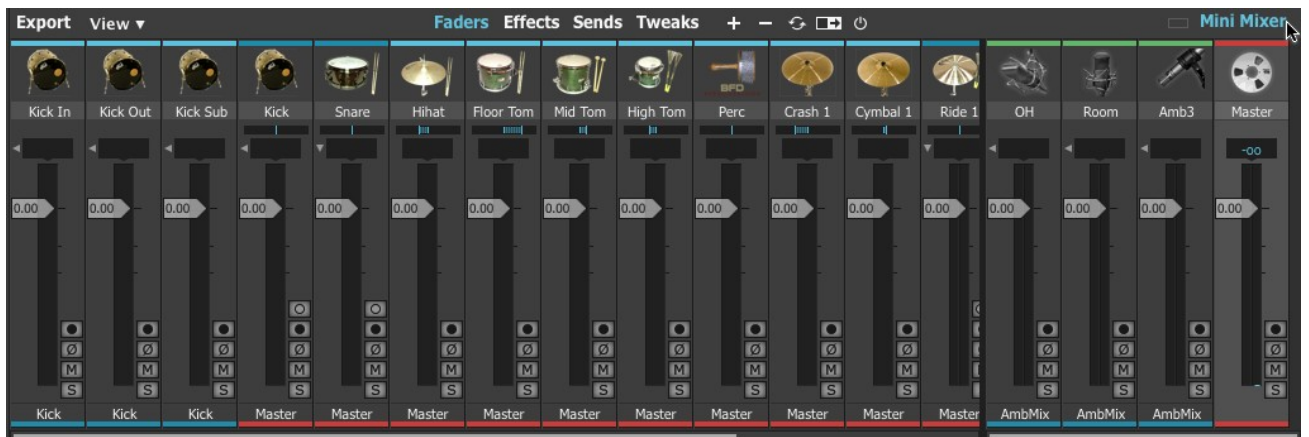 Export View ▼ Faders Effects Sends Tweaks + − Mini Mixer
BFD
Kick In Kick Out Kick Sub Kick Snare Hihat Floor Tom Mid Tom High Tom Perc Crash 1 Cymbal 1 Ride 1 OH Room Amb3 Master
-oo
0.00 0.00 0.00 0.00 0.00 0.00 0.00 0.00 0.00 0.00 0.00 0.00 0.00 0.00 0.00 0.00 0.00
Ø Ø Ø Ø Ø Ø Ø Ø Ø Ø Ø Ø Ø Ø Ø Ø
M M M M M M M M M M M M M M M M
S S S S S S S S S S S S S S S S
Kick Kick Kick Master Master Master Master Master Master Master Master Master Master AmbMix AmbMix AmbMix